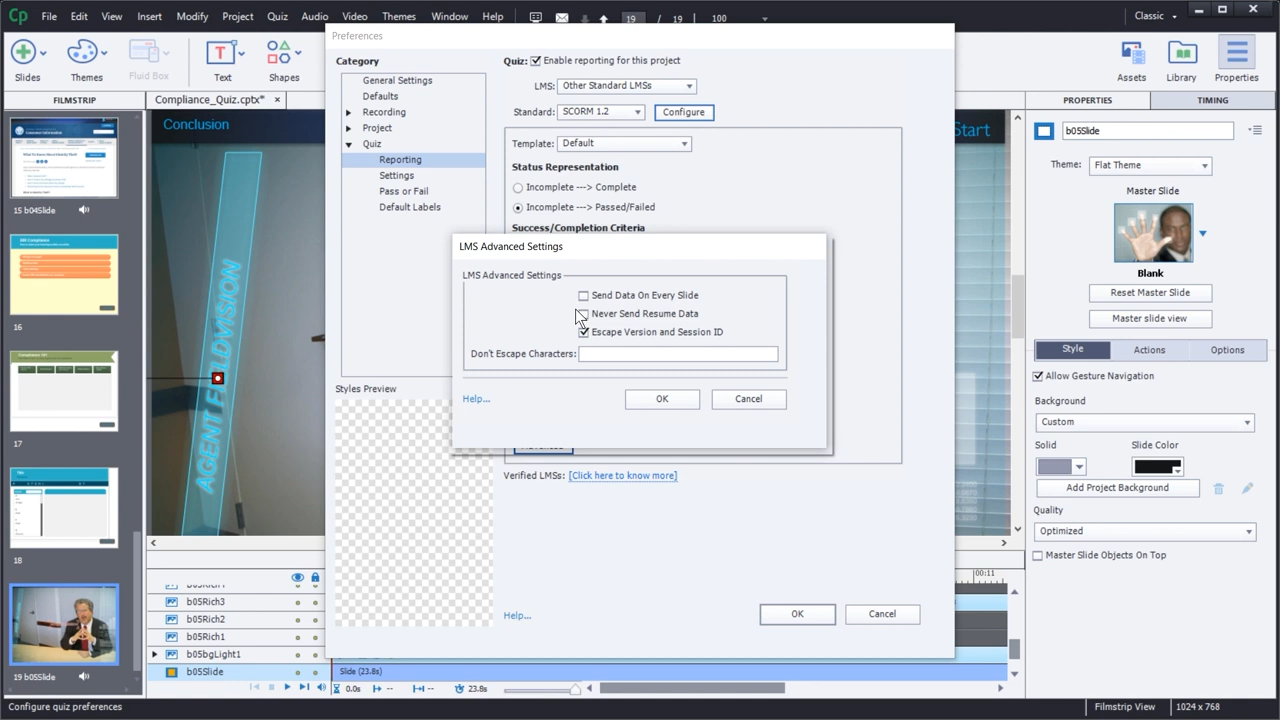 Cp File Edit View Insert Modify Project Quiz Audio Video Themes Window Help 19 / 19 100 Classic
Slides Themes Fluid Box Text Shapes Assets Library Properties
FILMSTRIP
Compliance_Quiz.cptx* ×
15 b04Slide
16
17
18
19 b05Slide
Conclusion
Start
AGENT
VISION
b05Rich3
b05Rich2
b05Rich1
b05bgLight1
b05Slide
Slide (23.8s)
00:11
0.0s
23.8s
Preferences
Category
General Settings
Defaults
Recording
Project
Quiz
Reporting
Settings
Pass or Fail
Default Labels
Styles Preview
Quiz: Enable reporting for this project
LMS: Other Standard LMSs
Standard: SCORM 1.2 Configure
Template: Default
Status Representation
Incomplete ---> Complete
Incomplete ---> Passed/Failed
Success/Completion Criteria
LMS Advanced Settings
LMS Advanced Settings
Send Data On Every Slide
Never Send Resume Data
Escape Version and Session ID
Don't Escape Characters:
Help... OK Cancel
Verified LMSs: [Click here to know more]
Help... OK Cancel
PROPERTIES TIMING
b05Slide
Theme: Flat Theme
Master Slide
Blank
Reset Master Slide
Master slide view
Style Actions Options
Allow Gesture Navigation
Background
Custom
Solid Slide Color
Add Project Background
Quality
Optimized
Master Slide Objects On Top
Configure quiz preferences
Filmstrip View 1024 x 768